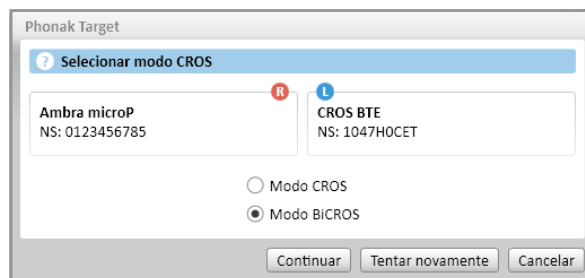 Phonak Target
? Selecionar modo CROS
R L
Ambra microP
NS: 0123456785
CROS BTE
NS: 1047H0CET
Modo CROS
Modo BiCROS
Continuar Tentar novamente Cancelar